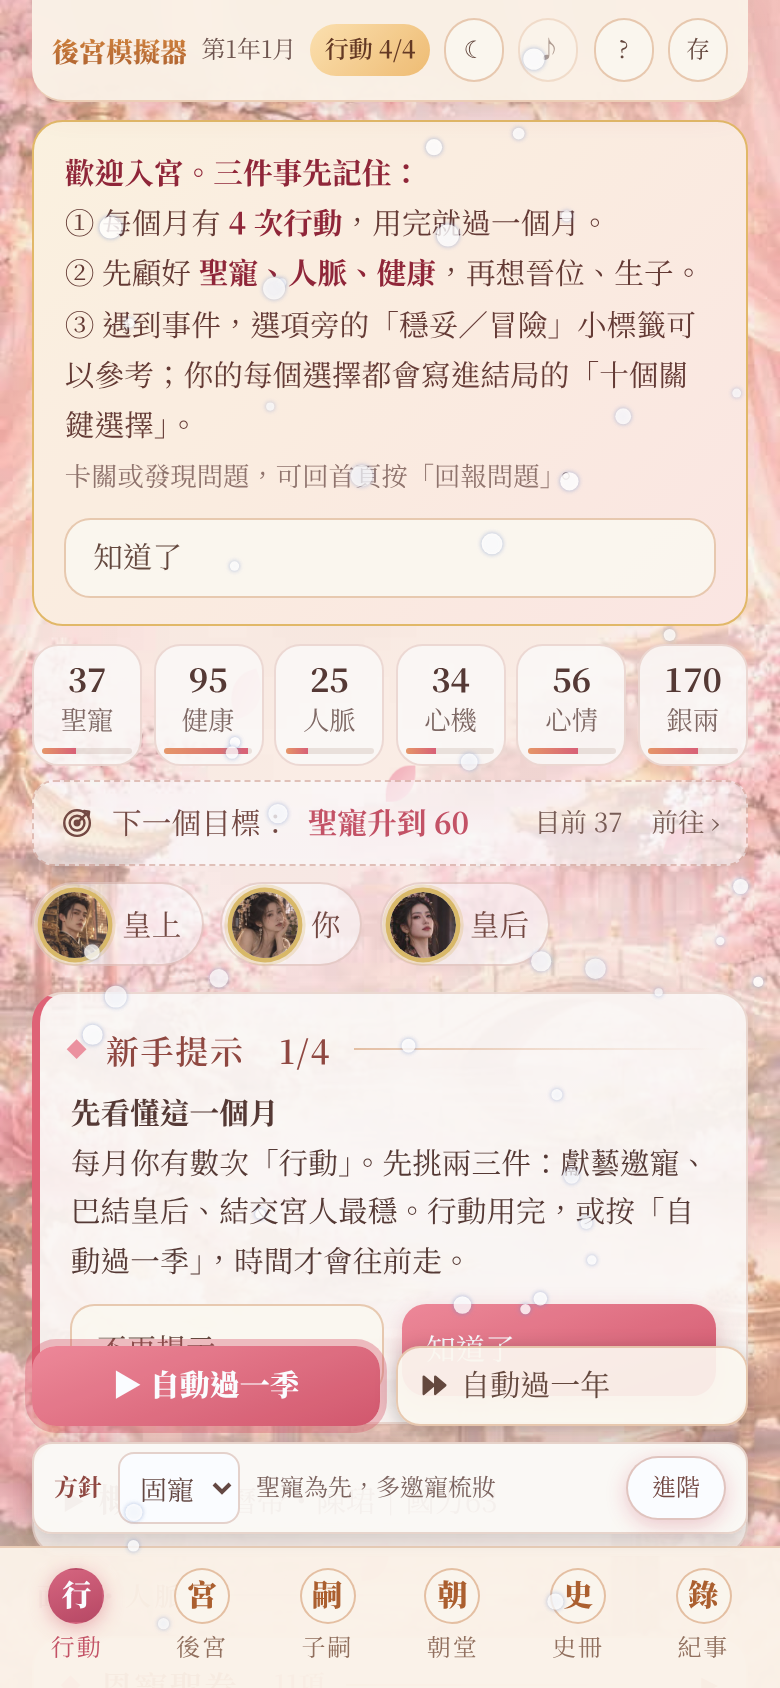 後宮模擬器 第1年1月 行動 4/4 ☾ ♪ ? 存
歡迎入宮。三件事先記住：
① 每個月有 4 次行動，用完就過一個月。
② 先顧好 聖寵、人脈、健康，再想晉位、生子。
③ 遇到事件，選項旁的「穩妥／冒險」小標籤可
以參考；你的每個選擇都會寫進結局的「十個關
鍵選擇」。
卡關或發現問題，可回首頁按「回報問題」。
知道了
37 95 25 34 56 170
聖寵 健康 人脈 心機 心情 銀兩
下一個目標： 聖寵升到 60 目前 37 前往 ›
皇上 你 皇后
新手提示 1/4
先看懂這一個月
每月你有數次「行動」。先挑兩三件：獻藝邀寵、
巴結皇后、結交宮人最穩。行動用完，或按「自
動過一季」，時間才會往前走。
不再提示 知道了
▶ 自動過一季 自動過一年
方針 固寵 聖寵為先，多邀寵梳妝 進階
行 宮 嗣 朝 史 錄
行動 後宮 子嗣 朝堂 史冊 紀事